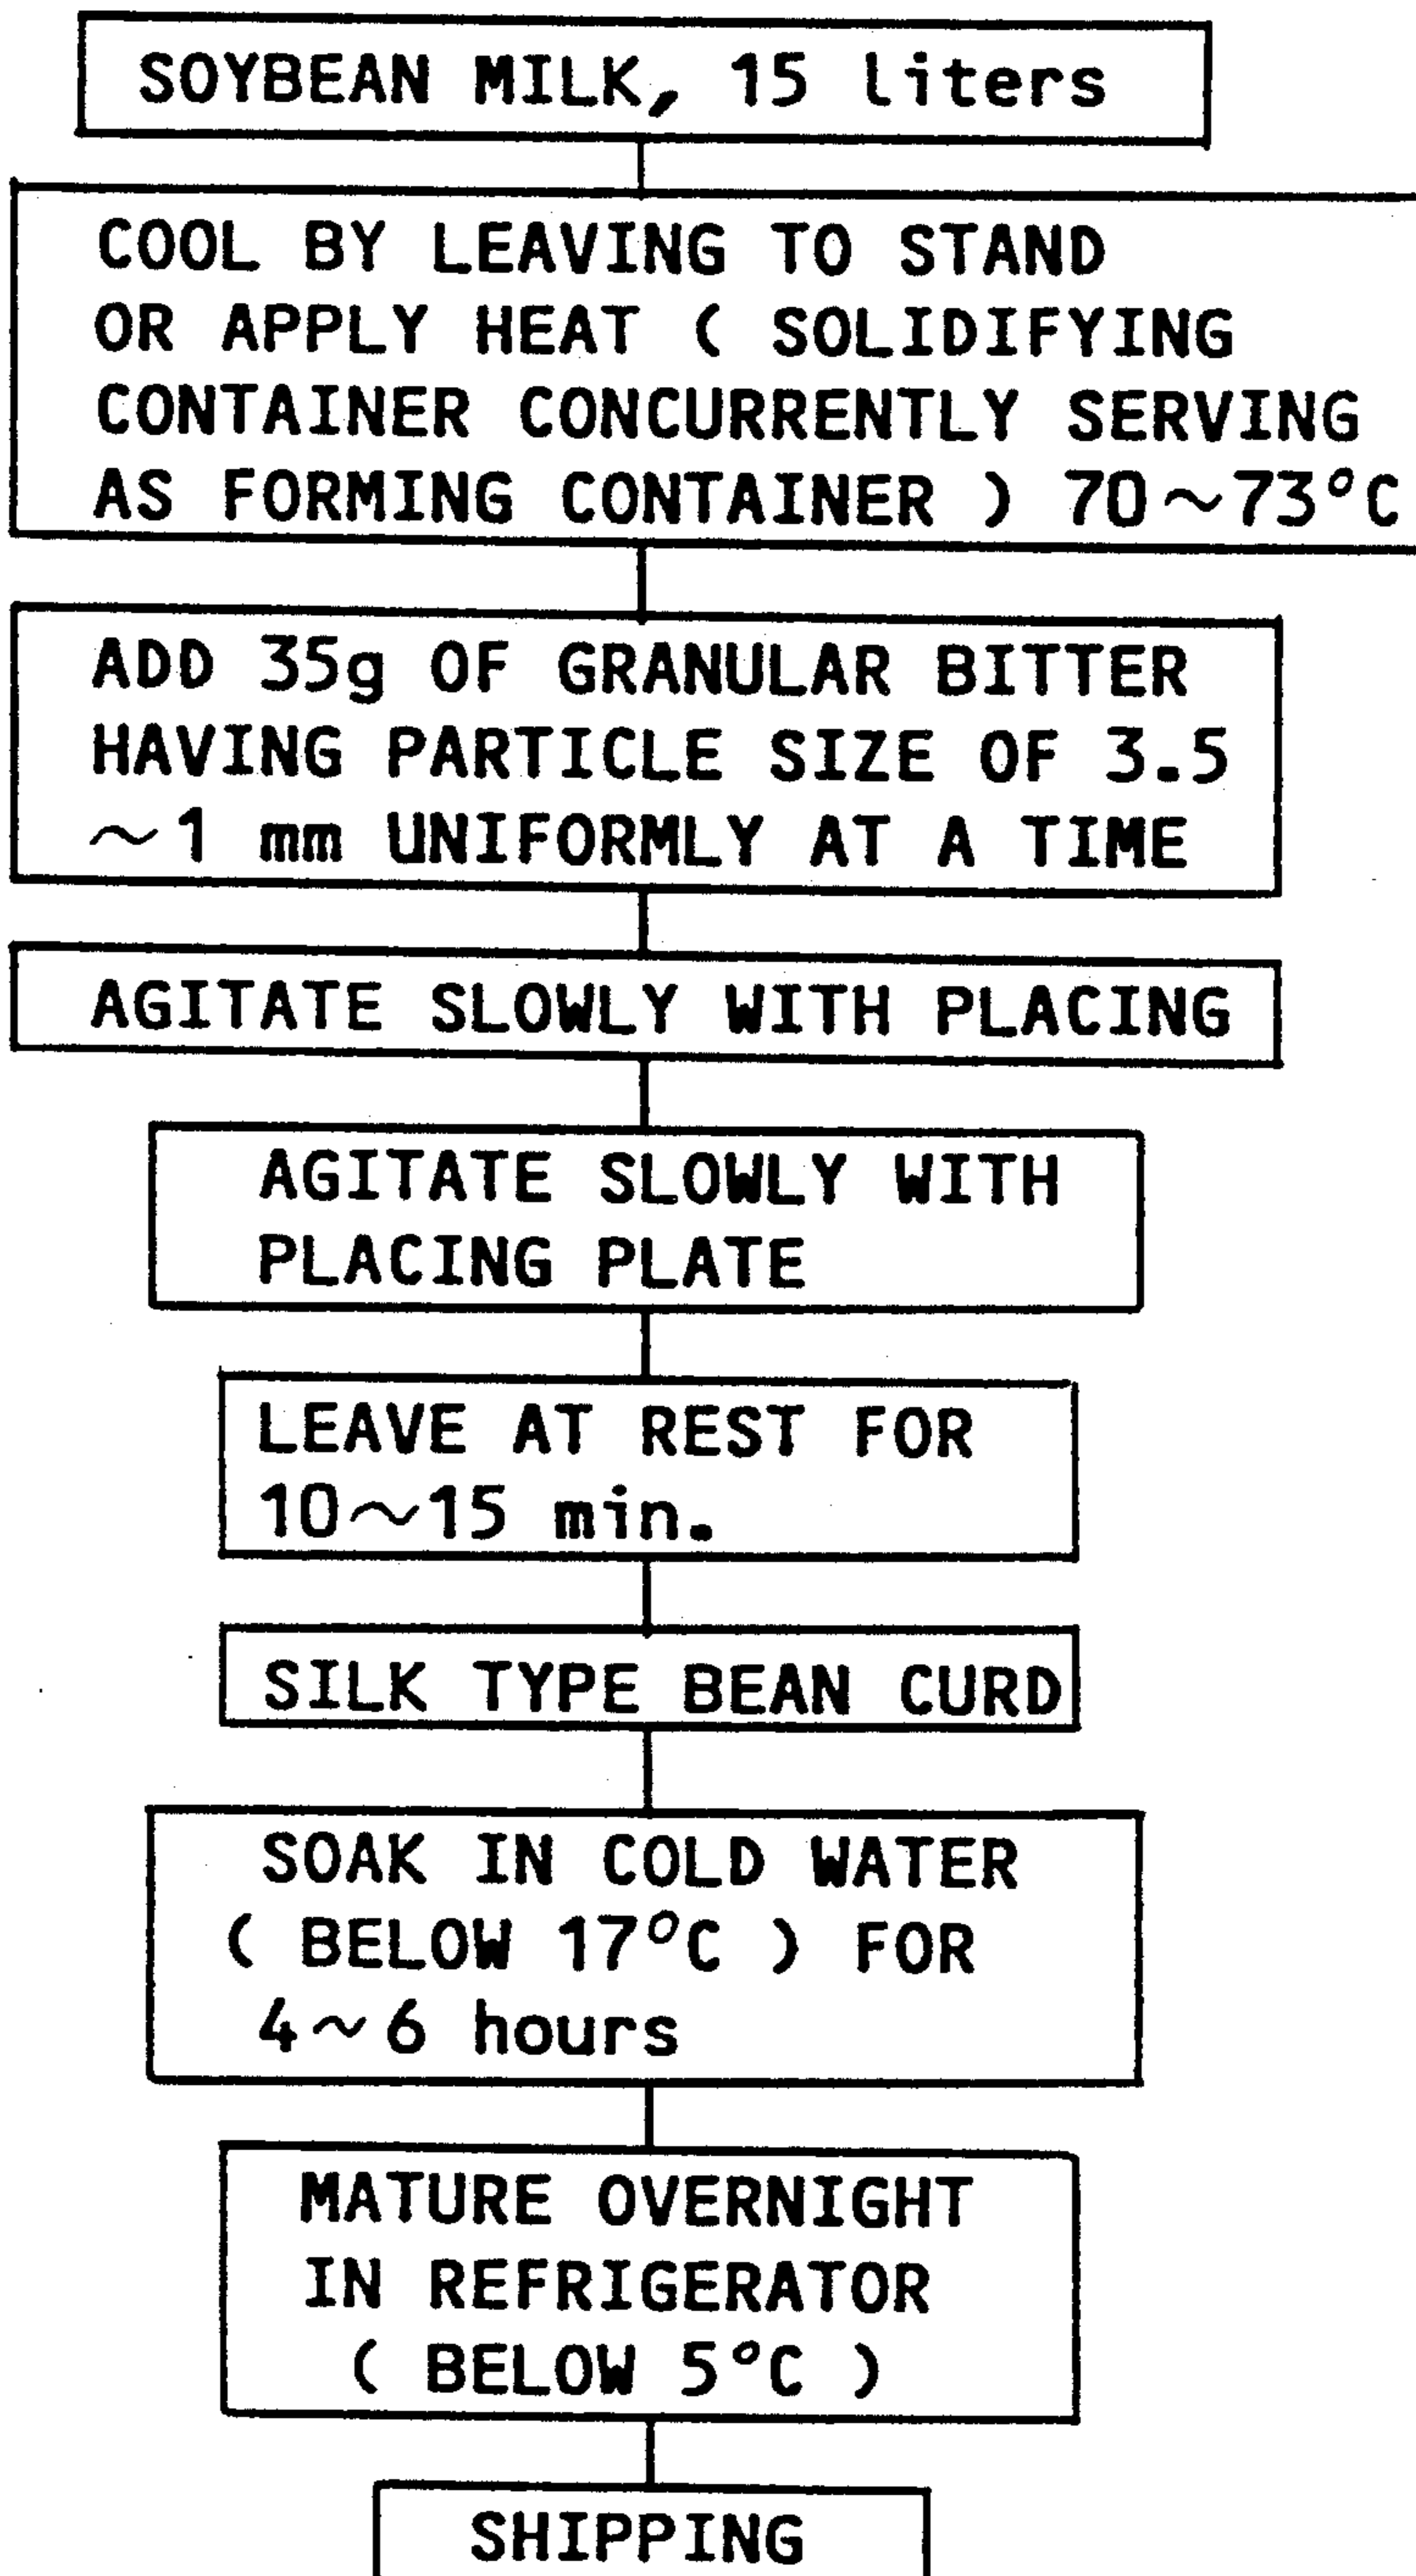 SOYBEAN MILK, 15 liters
COOL BY LEAVING TO STAND
OR APPLY HEAT ( SOLIDIFYING
CONTAINER CONCURRENTLY SERVING
AS FORMING CONTAINER ) 70~73°C
ADD 35g OF GRANULAR BITTER
HAVING PARTICLE SIZE OF 3.5
~1 mm UNIFORMLY AT A TIME
AGITATE SLOWLY WITH PLACING
AGITATE SLOWLY WITH
PLACING PLATE
LEAVE AT REST FOR
10~15 min.
SILK TYPE BEAN CURD
SOAK IN COLD WATER
( BELOW 17°C ) FOR
4~6 hours
MATURE OVERNIGHT
IN REFRIGERATOR
( BELOW 5°C )
SHIPPING